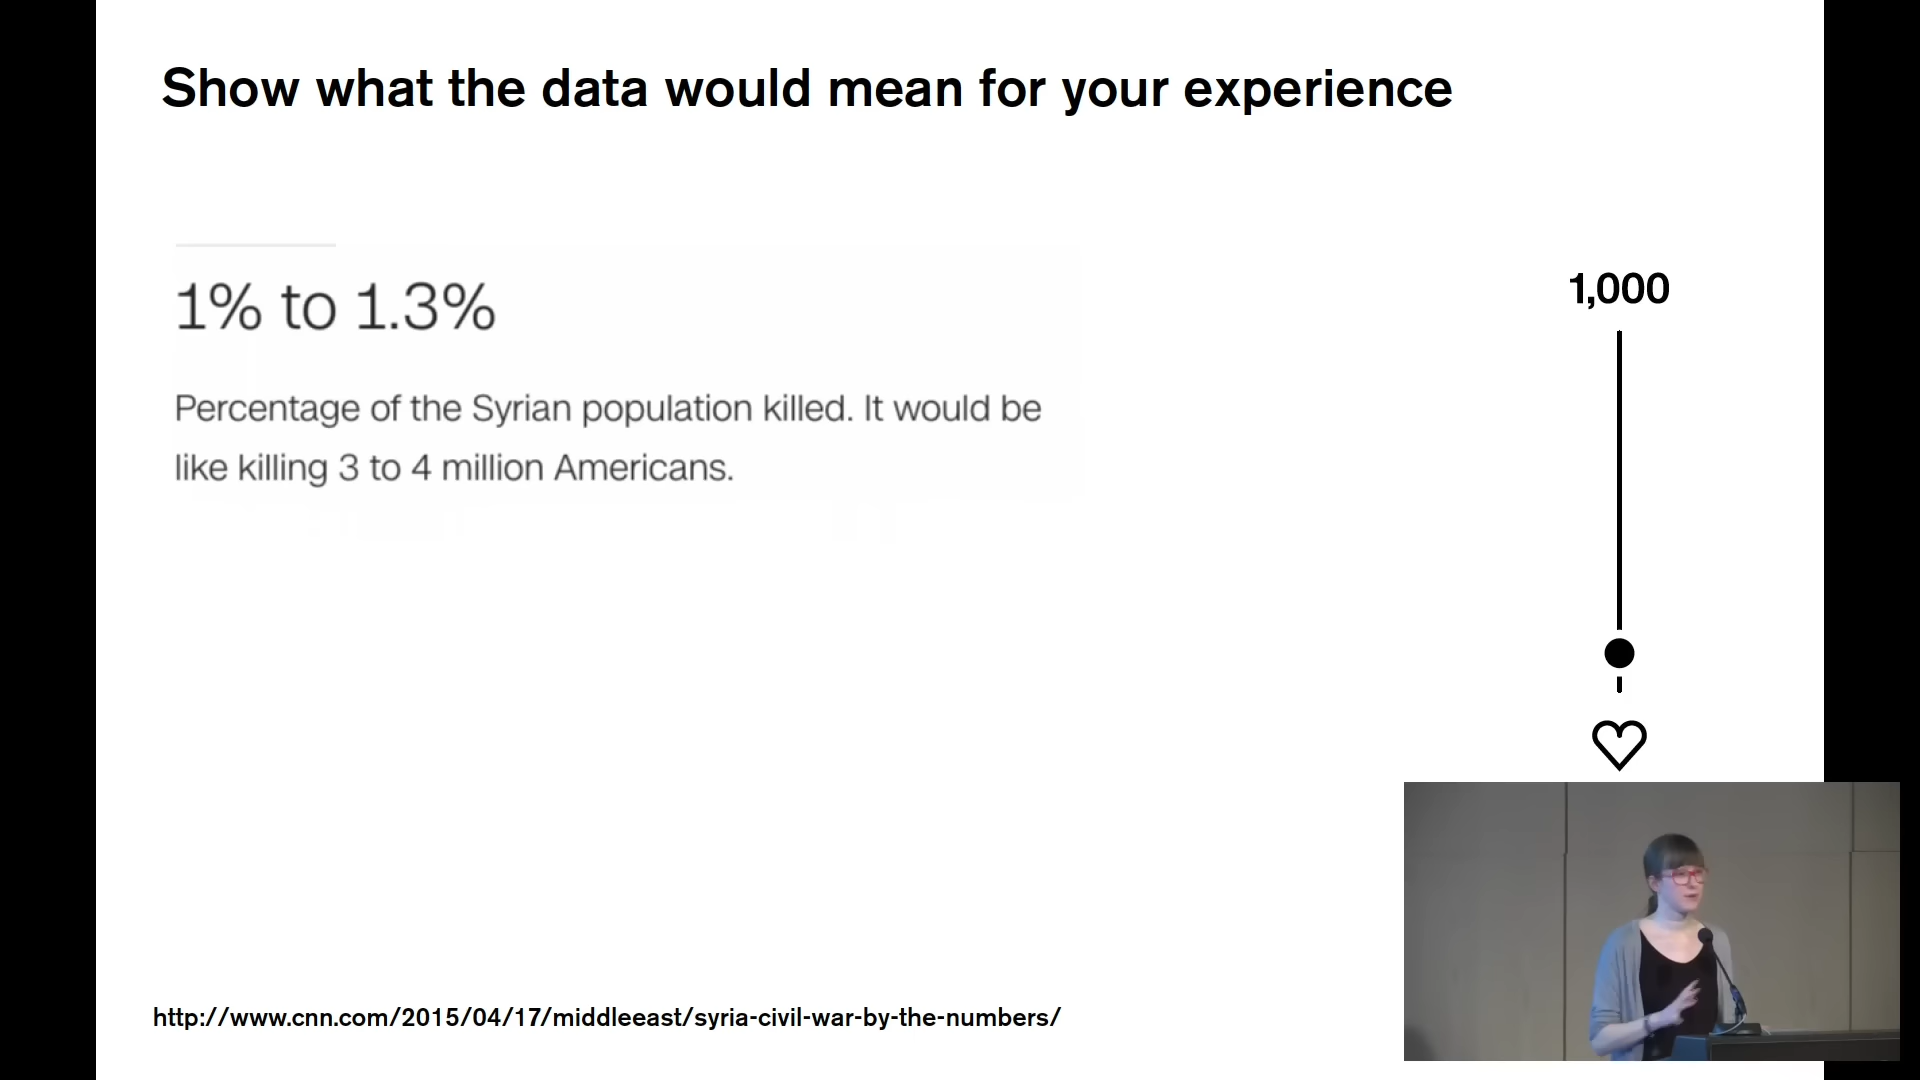 Show what the data would mean for your experience
1% to 1.3%
Percentage of the Syrian population killed. It would be
like killing 3 to 4 million Americans.
1,000
http://www.cnn.com/2015/04/17/middleeast/syria-civil-war-by-the-numbers/